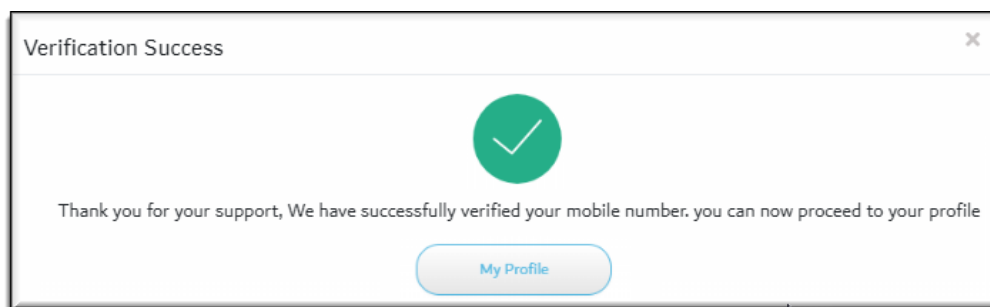 Verification Success
Thank you for your support, We have successfully verified your mobile number. you can now proceed to your profile
My Profile